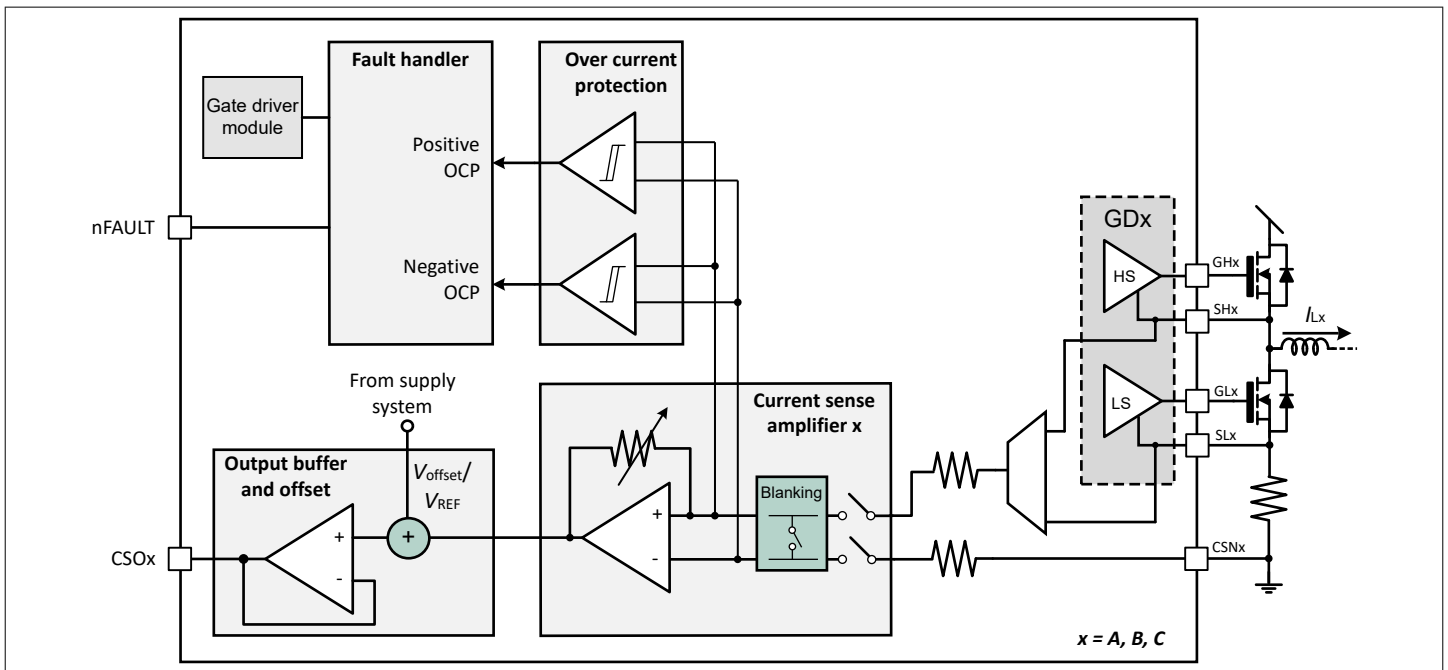 Fault handler
Over current
protection
Gate driver
module
Positive
OCP
Negative
OCP
nFAULT
GDx
HS
GHx
SHx
ILx
LS
GLx
SLx
From supply
system
Current sense
amplifier x
Output buffer
and offset
Voffset/
VREF
Blanking
+
-
+
+
-
CSOx
CSNx
x = A, B, C